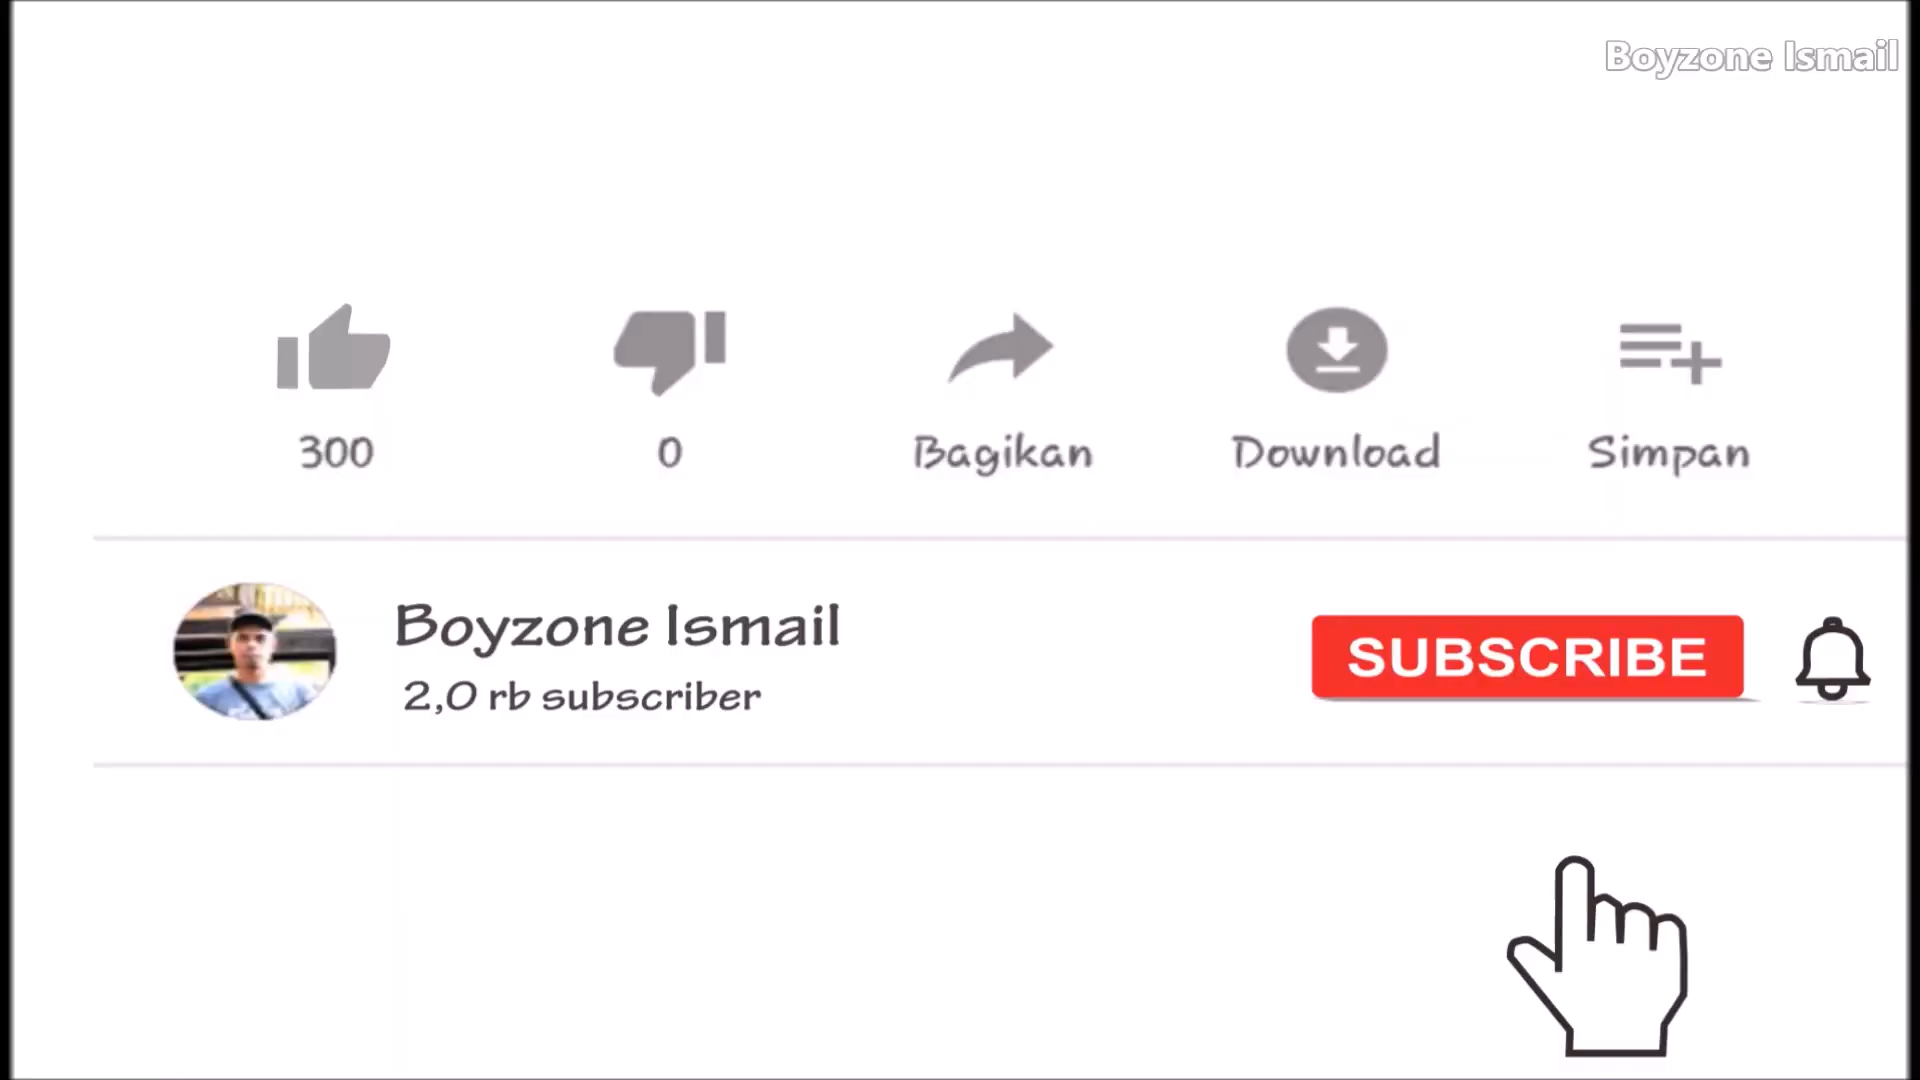 Boyzone Ismail
300
0
Bagikan
Download
Simpan
Boyzone Ismail
2,0 rb subscriber
SUBSCRIBE